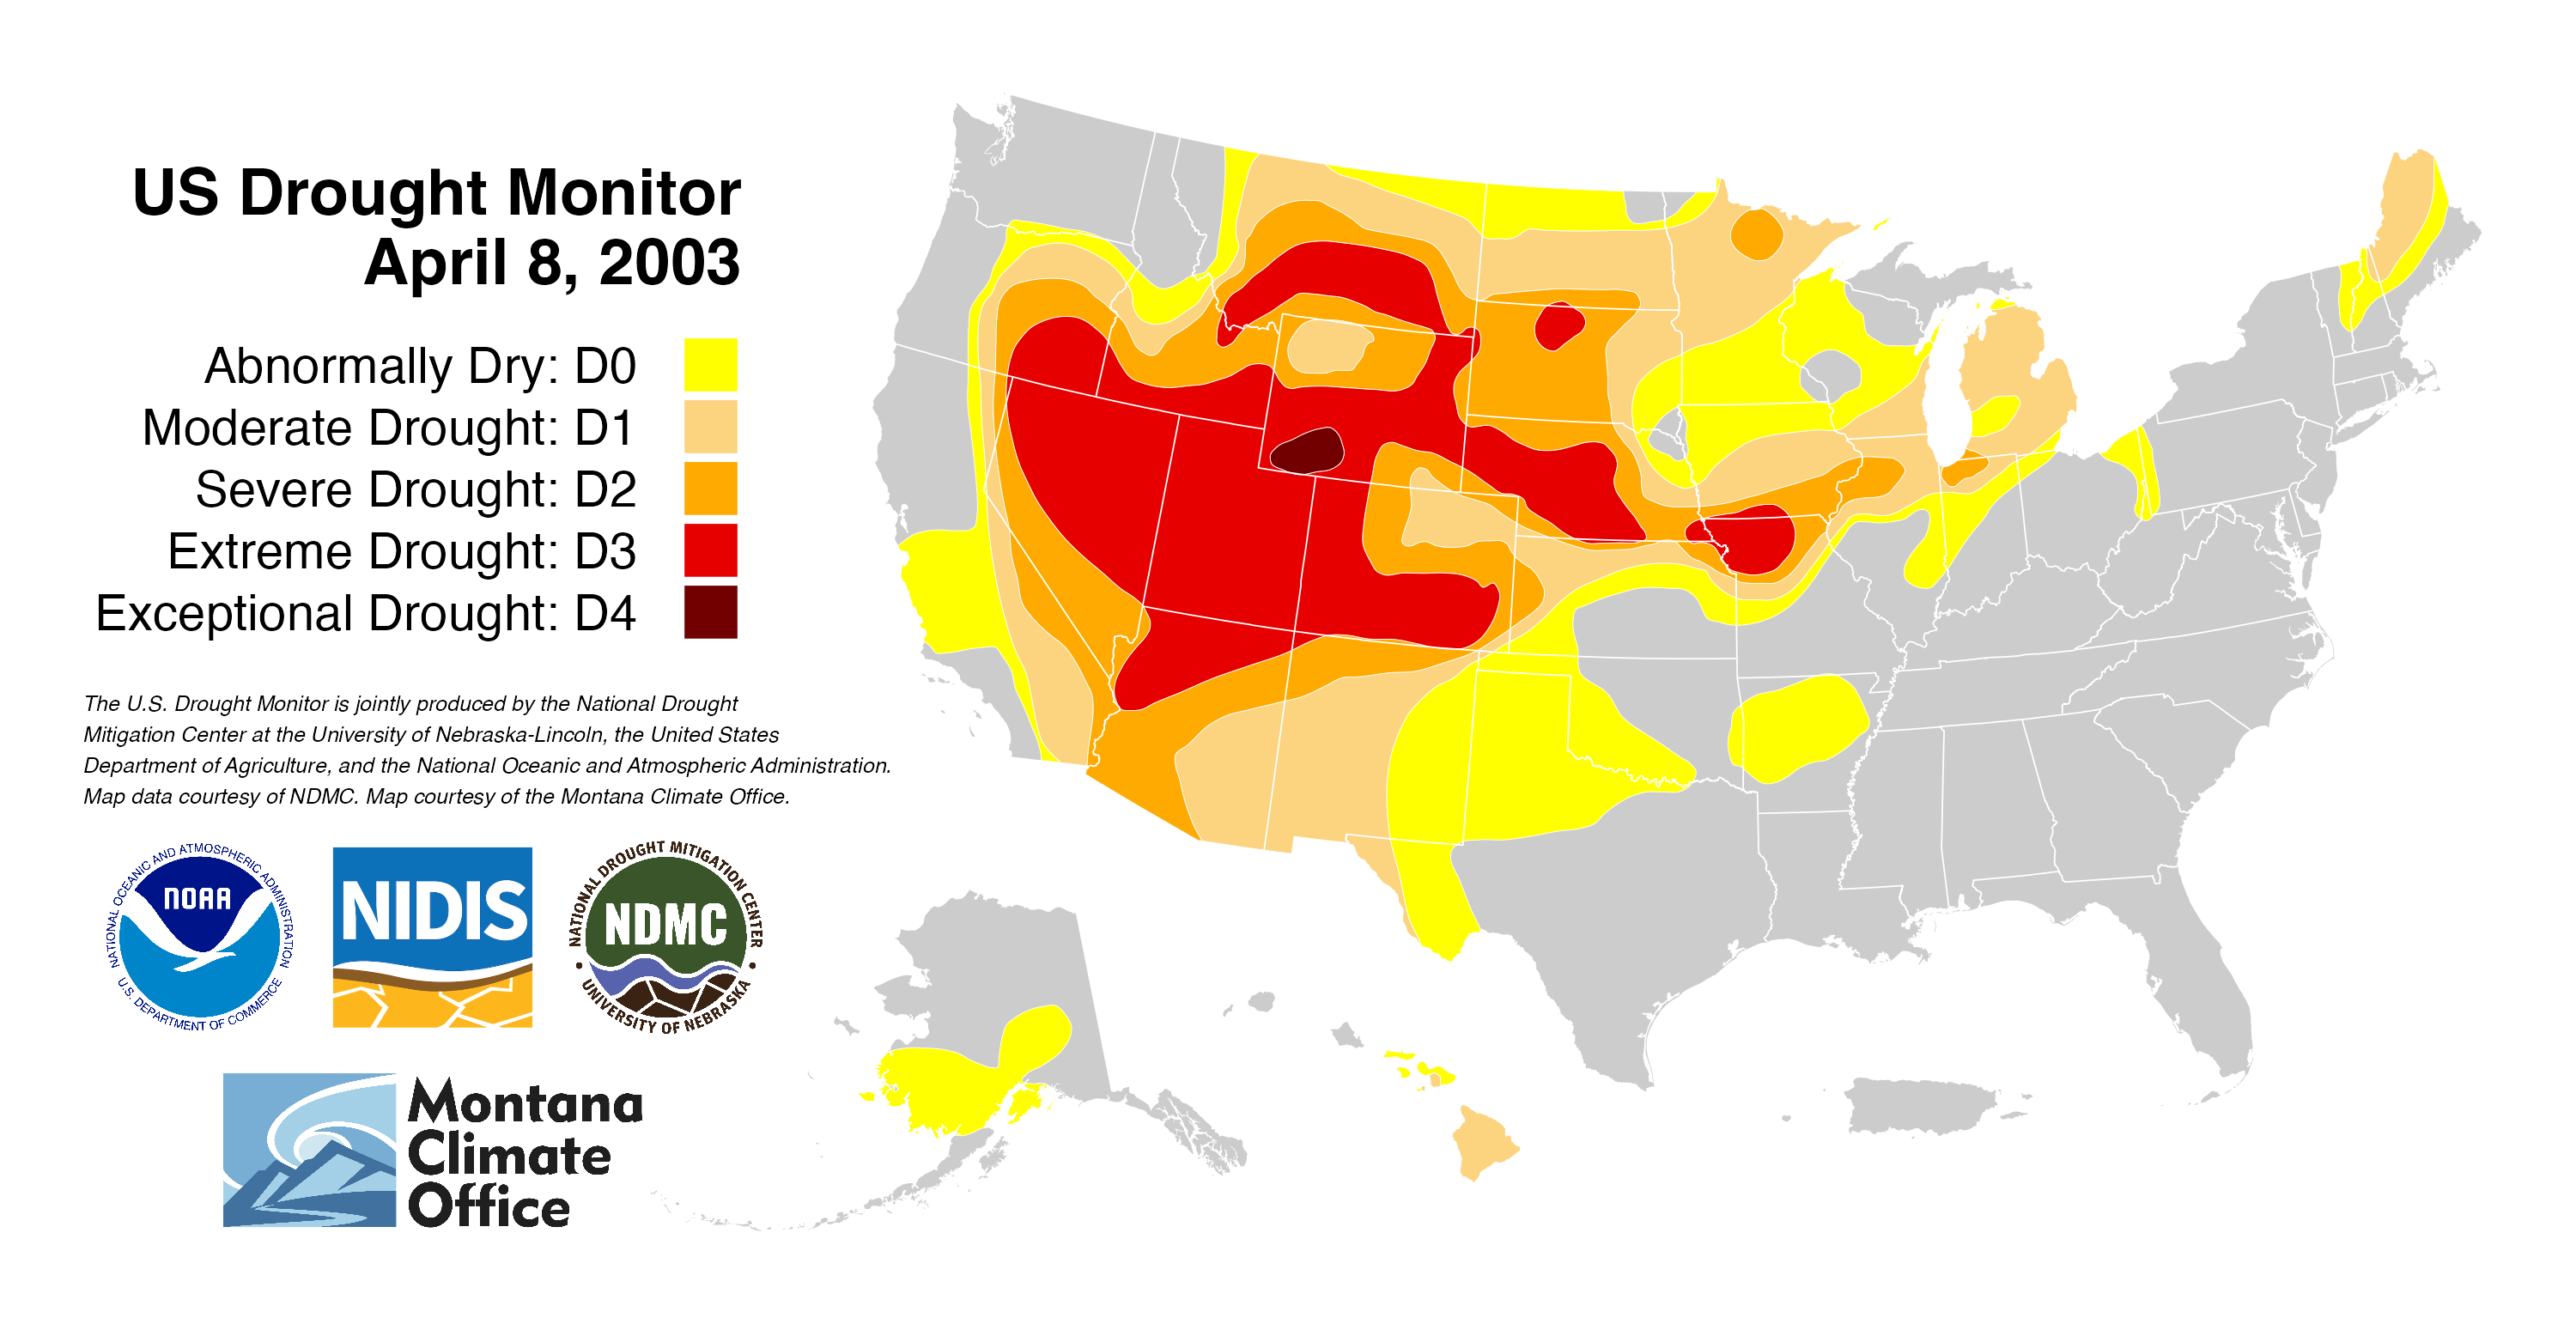 US Drought Monitor
April 8, 2003
Abnormally Dry: D0
Moderate Drought: D1
Severe Drought: D2
Extreme Drought: D3
Exceptional Drought: D4
The U.S. Drought Monitor is jointly produced by the National Drought
Mitigation Center at the University of Nebraska-Lincoln, the United States
Department of Agriculture, and the National Oceanic and Atmospheric Administration.
Map data courtesy of NDMC. Map courtesy of the Montana Climate Office.
NATIONAL OCEANIC AND ATMOSPHERIC ADMINISTRATION
NOAA
U.S. DEPARTMENT OF COMMERCE
NIDIS
NATIONAL DROUGHT MITIGATION CENTER
NDMC
UNIVERSITY OF NEBRASKA
Montana
Climate
Office